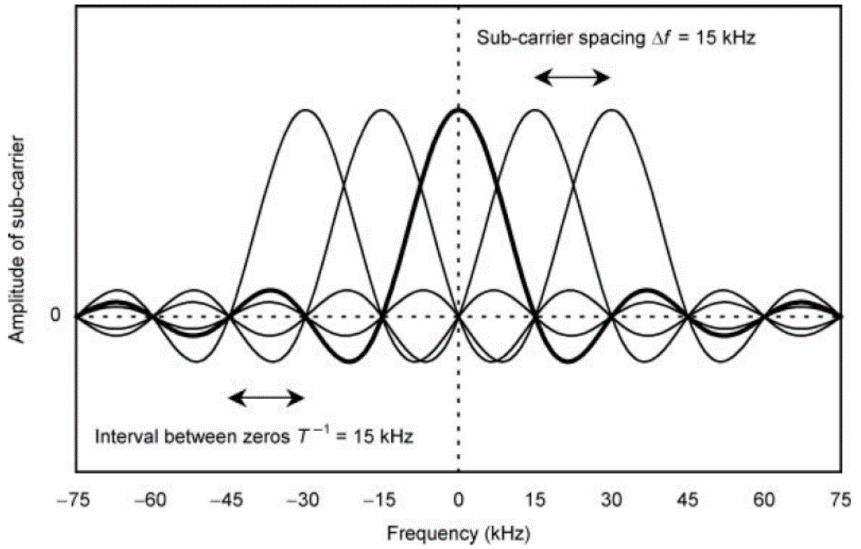 Sub-carrier spacing Δf = 15 kHz
Amplitude of sub-carrier
0
Interval between zeros T⁻¹ = 15 kHz
−75 −60 −45 −30 −15 0 15 30 45 60 75
Frequency (kHz)